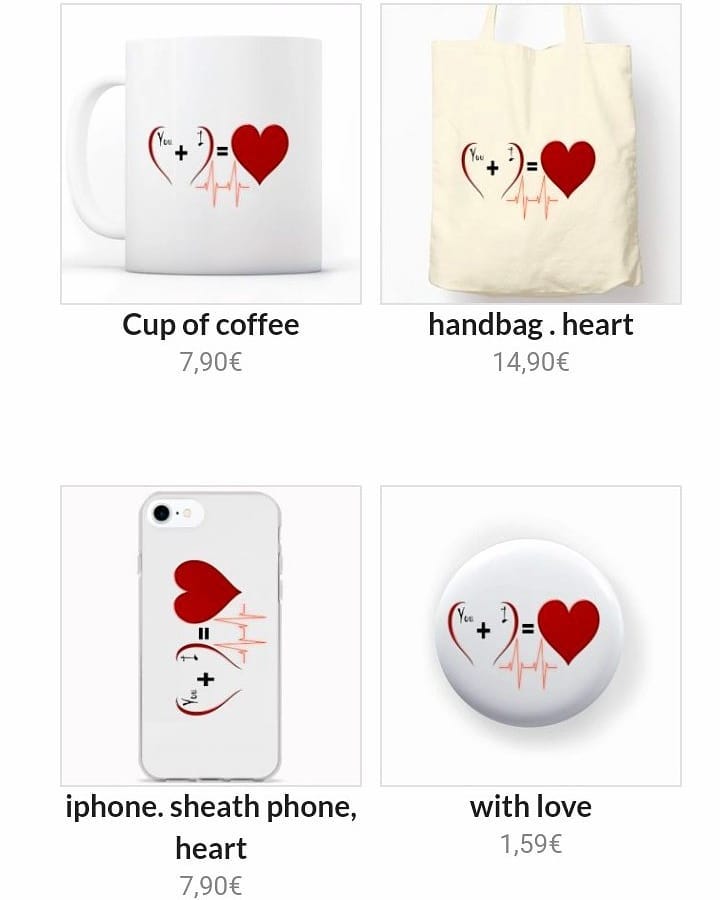 You + I =
You + I =
Cup of coffee
handbag . heart
7,90€
14,90€
You + I =
You + I =
iphone. sheath phone,
heart
with love
7,90€
1,59€